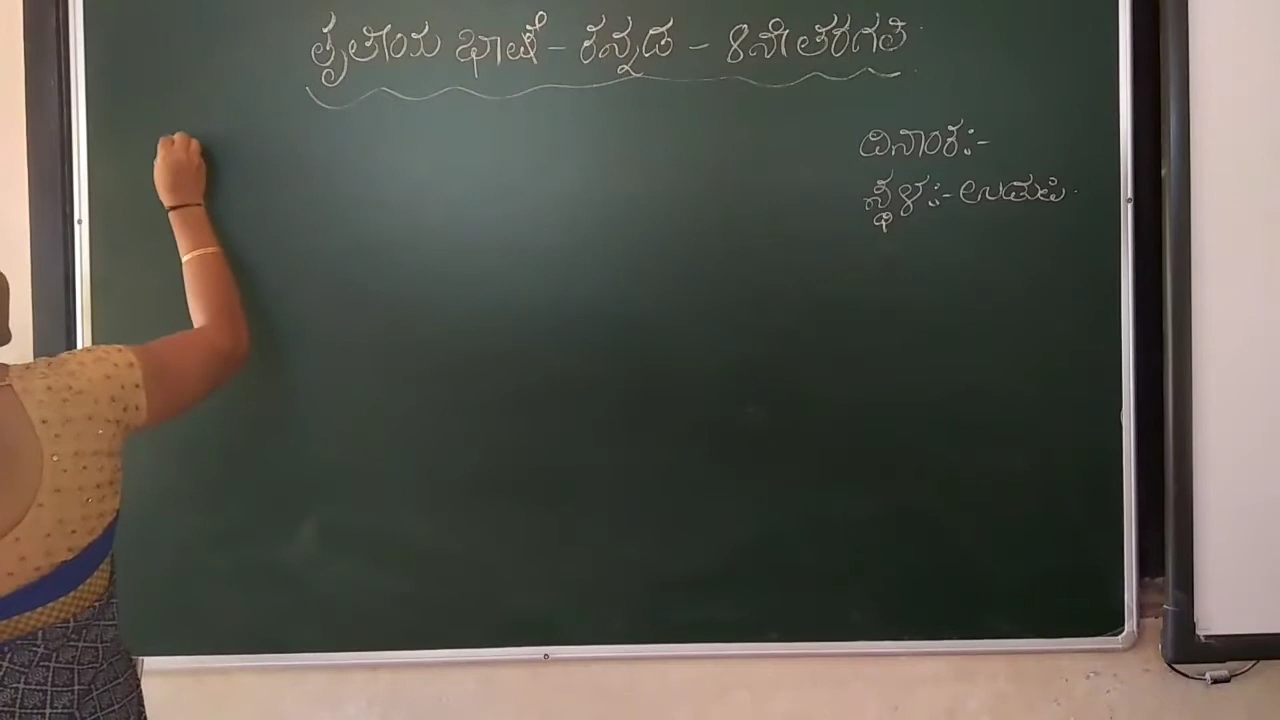 ತೃತೀಯ ಭಾಷೆ - ಕನ್ನಡ - 8ನೇ ತರಗತಿ
ದಿನಾಂಕ:-
ಸ್ಥಳ:- ಉಡುಪಿ.